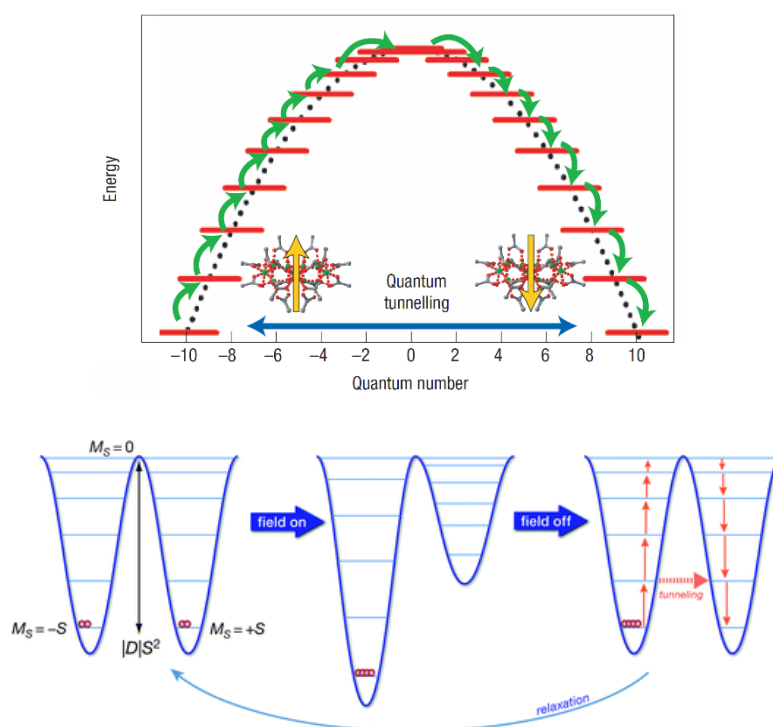 Energy
Quantum
tunnelling
−10 −8 −6 −4 −2 0 2 4 6 8 10
Quantum number
M_S = 0
M_S = −S
M_S = +S
|D|S²
field on
field off
tunneling
relaxation